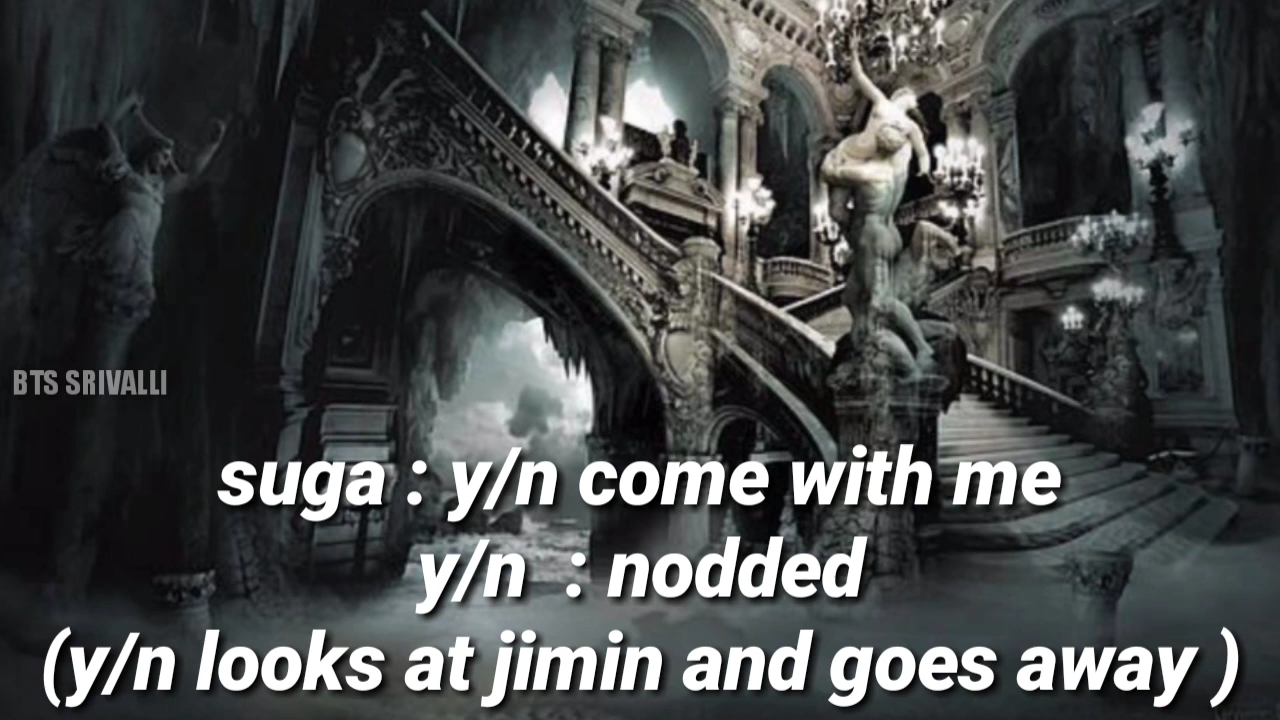 BTS SRIVALLI
suga : y/n come with me
y/n : nodded
(y/n looks at jimin and goes away )